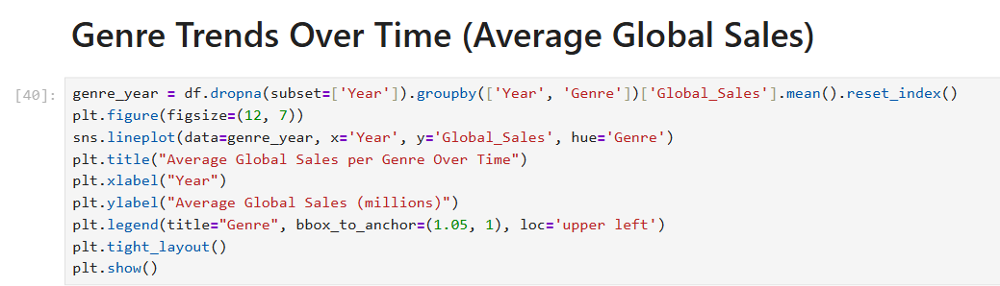 Genre Trends Over Time (Average Global Sales)
[40]:
genre_year = df.dropna(subset=['Year']).groupby(['Year', 'Genre'])['Global_Sales'].mean().reset_index()
plt.figure(figsize=(12, 7))
sns.lineplot(data=genre_year, x='Year', y='Global_Sales', hue='Genre')
plt.title("Average Global Sales per Genre Over Time")
plt.xlabel("Year")
plt.ylabel("Average Global Sales (millions)")
plt.legend(title="Genre", bbox_to_anchor=(1.05, 1), loc='upper left')
plt.tight_layout()
plt.show()